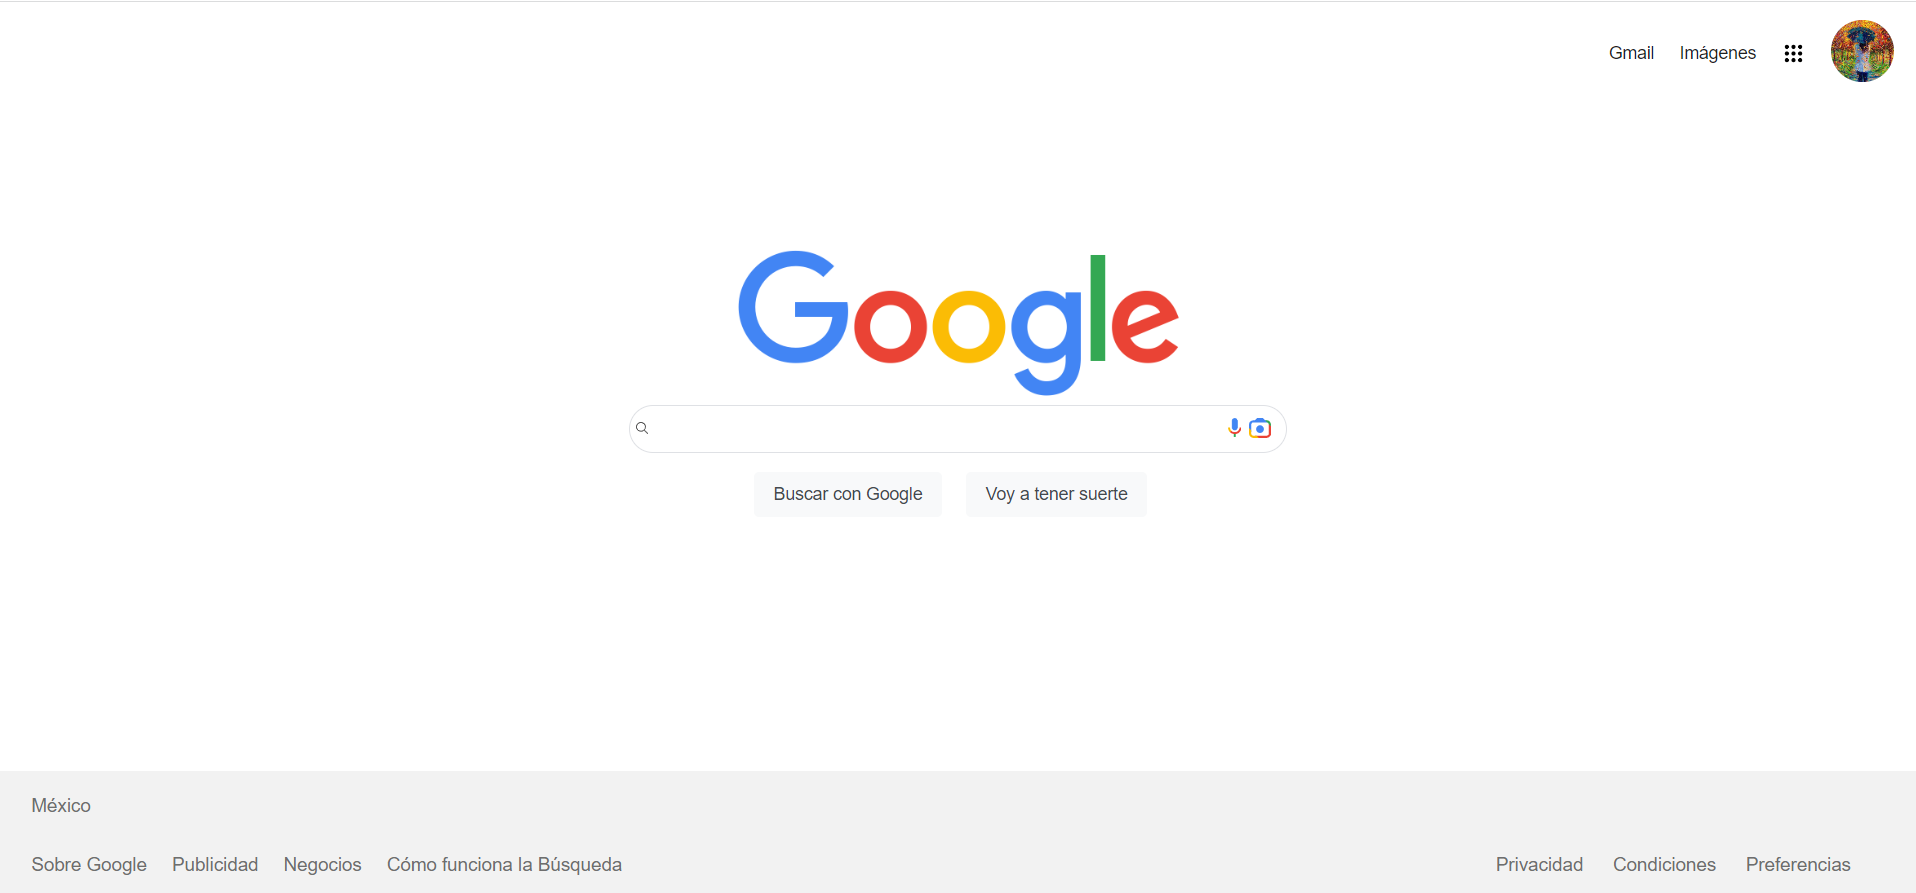 Gmail Imágenes
Google
Buscar con Google Voy a tener suerte
México
Sobre Google Publicidad Negocios Cómo funciona la Búsqueda Privacidad Condiciones Preferencias